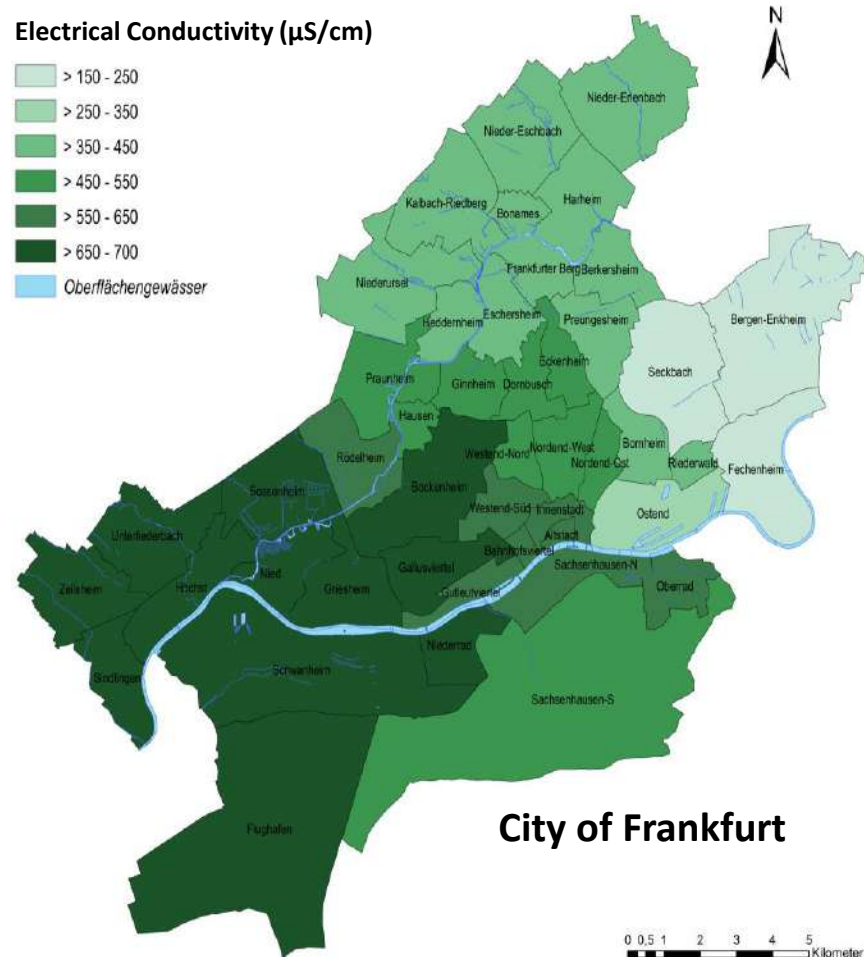 Electrical Conductivity (µS/cm)
N
> 150 - 250
> 250 - 350
> 350 - 450
> 450 - 550
> 550 - 650
> 650 - 700
Oberflächengewässer
Nieder-Erlenbach
Nieder-Eschbach
Kalbach-Riedberg
Harheim
Bonames
Niederursel
Frankfurter Berg
Berkersheim
Heddernheim
Eschersheim
Preungesheim
Bergen-Enkheim
Seckbach
Praunheim
Ginnheim
Dornbusch
Eckenheim
Hausen
Rödelheim
Westend-Nord
Nordend-West
Nordend-Ost
Bornheim
Riederwald
Fechenheim
Bockenheim
Sossenheim
Westend-Süd
Innenstadt
Ostend
Unterliederbach
Altstadt
Bahnhofsviertel
Zeilsheim
Höchst
Nied
Griesheim
Gallusviertel
Sachsenhausen-N
Oberrad
Gutleutviertel
Niederrad
Sindlingen
Schwanheim
Sachsenhausen-S
Flughafen
City of Frankfurt
0 0,5 1 2 3 4 5
Kilometer